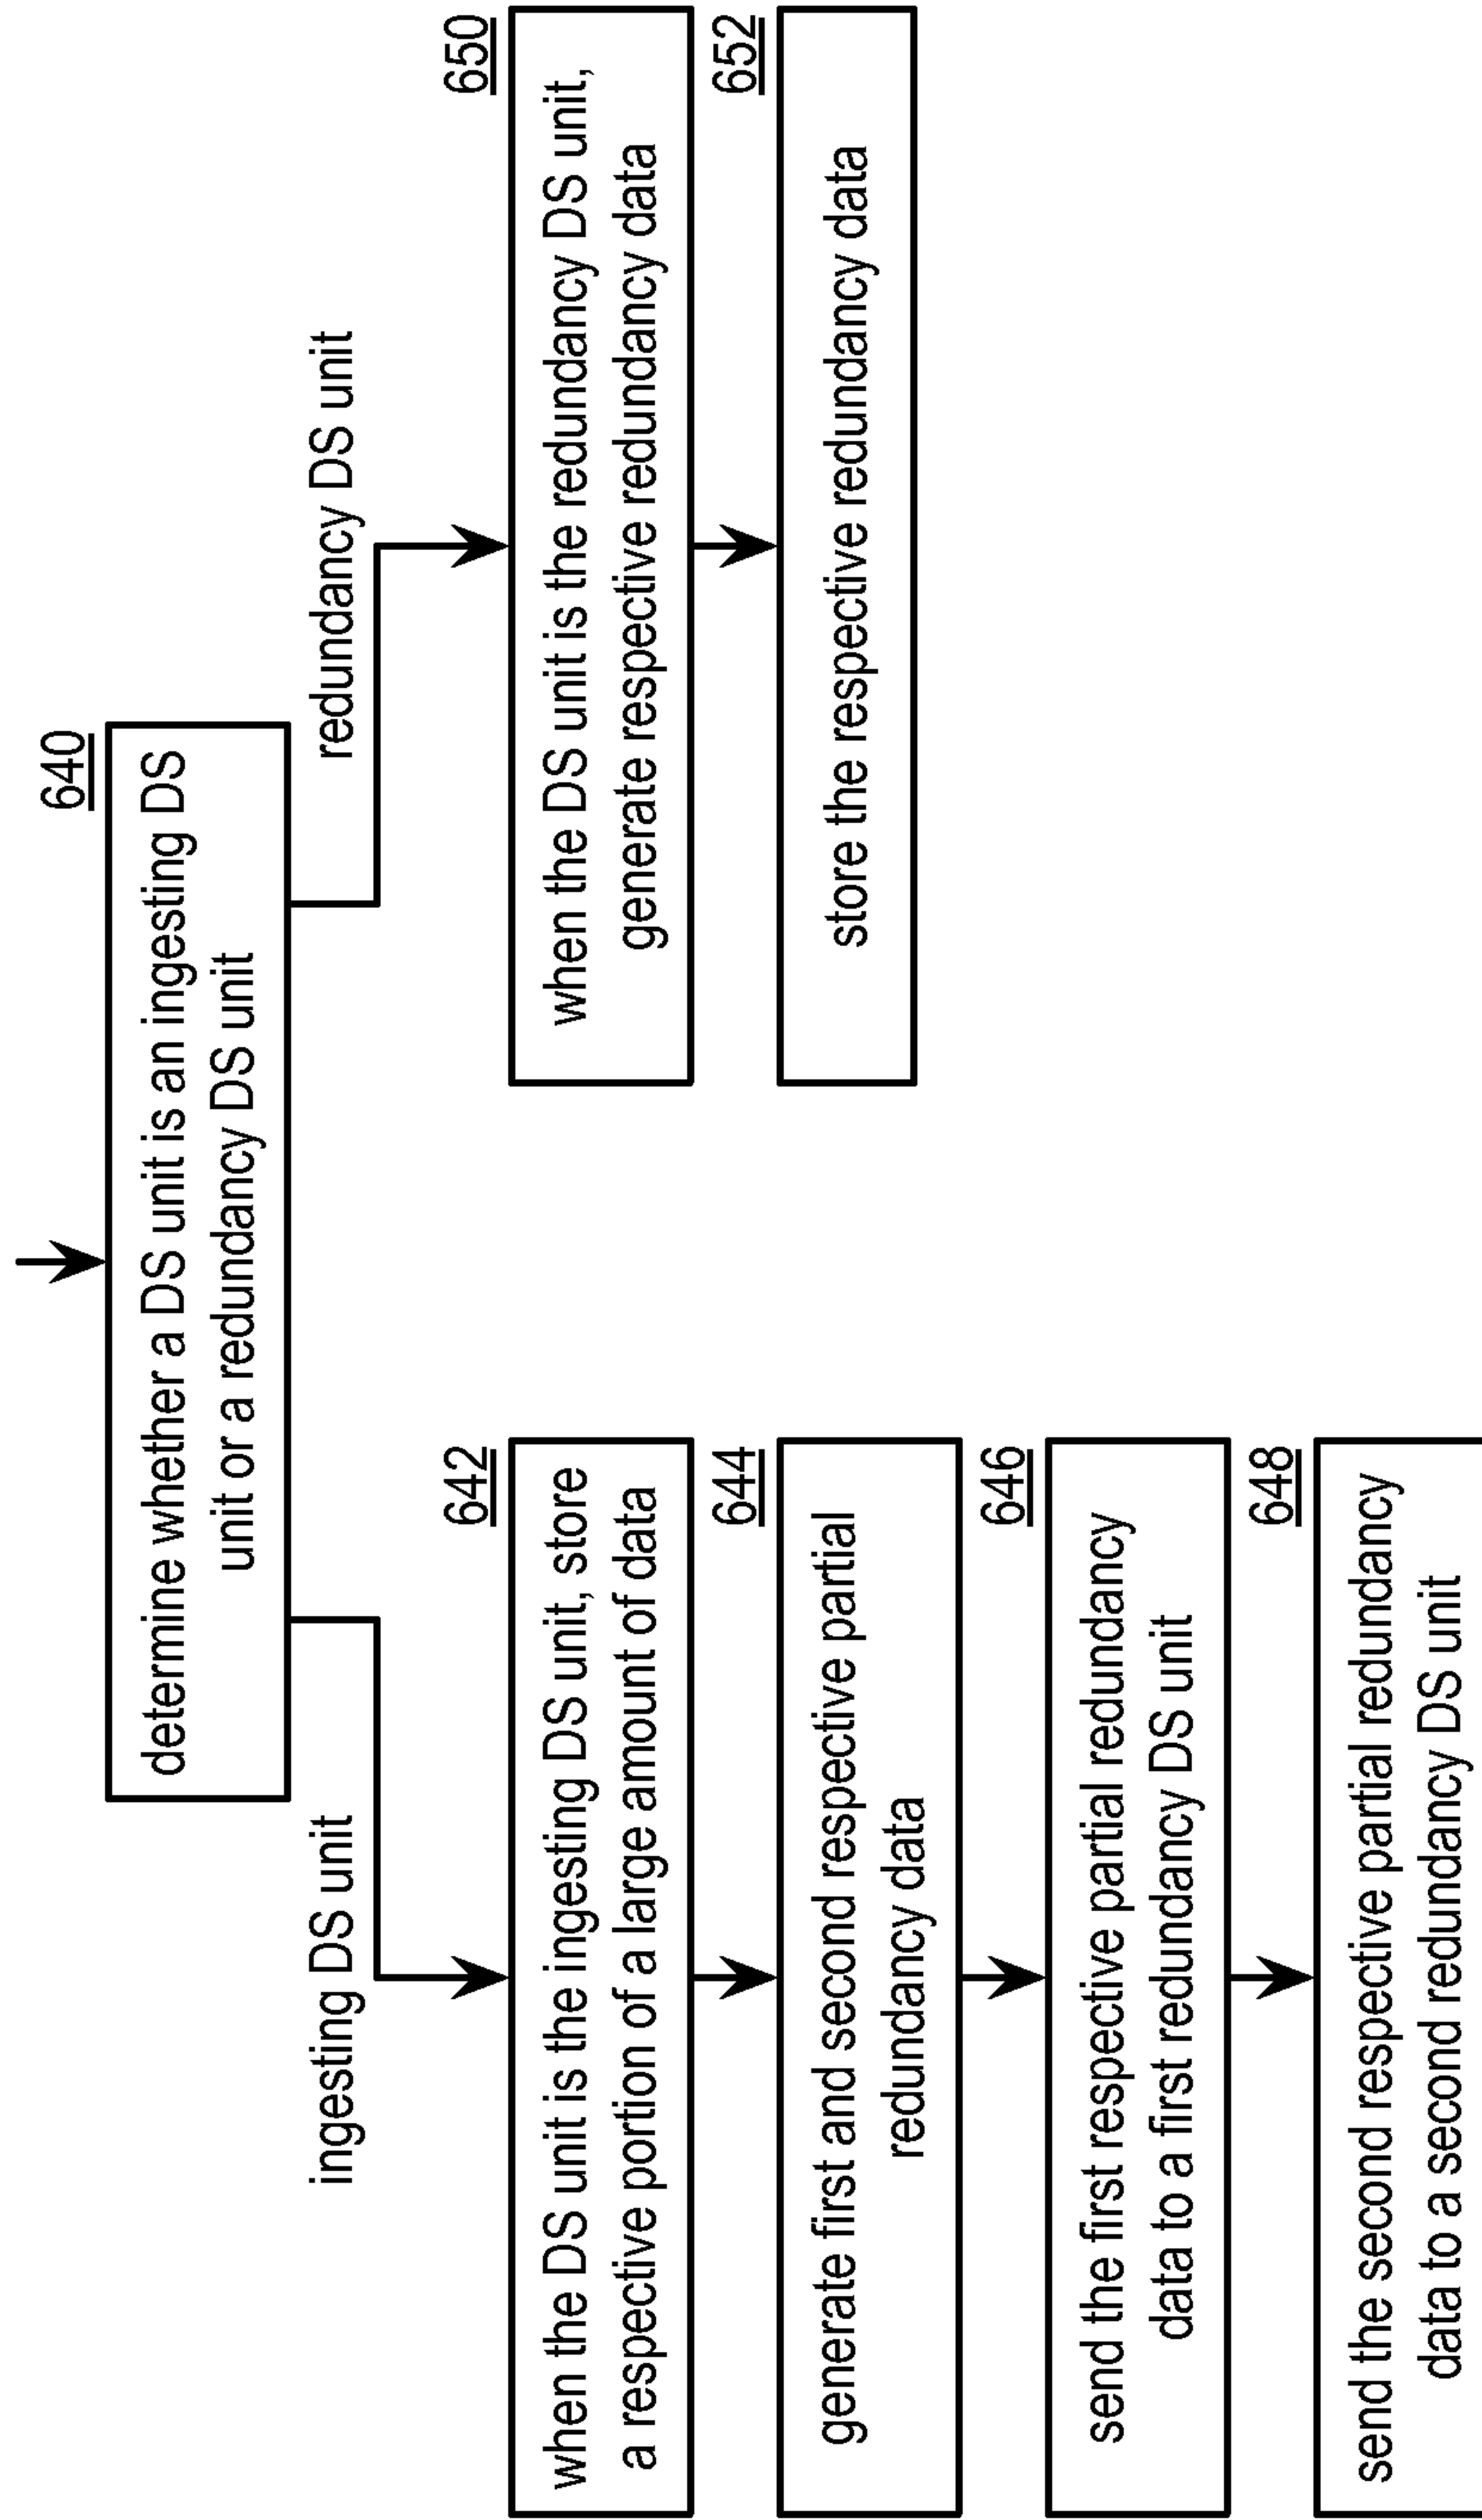 640
determine whether a DS unit is an ingesting DS
unit or a redundancy DS unit
ingesting DS unit
redundancy DS unit
642
when the DS unit is the ingesting DS unit, store
a respective portion of a large amount of data
644
generate first and second respective partial
redundancy data
646
send the first respective partial redundancy
data to a first redundancy DS unit
648
send the second respective partial redundancy
data to a second redundancy DS unit
650
when the DS unit is the redundancy DS unit,
generate respective redundancy data
652
store the respective redundancy data